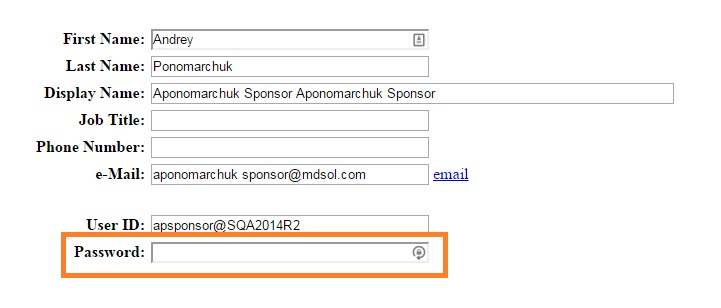 First Name: Andrey
Last Name: Ponomarchuk
Display Name: Aponomarchuk Sponsor Aponomarchuk Sponsor
Job Title:
Phone Number:
e-Mail: aponomarchuk sponsor@mdsol.com email
User ID: apsponsor@SQA2014R2
Password: